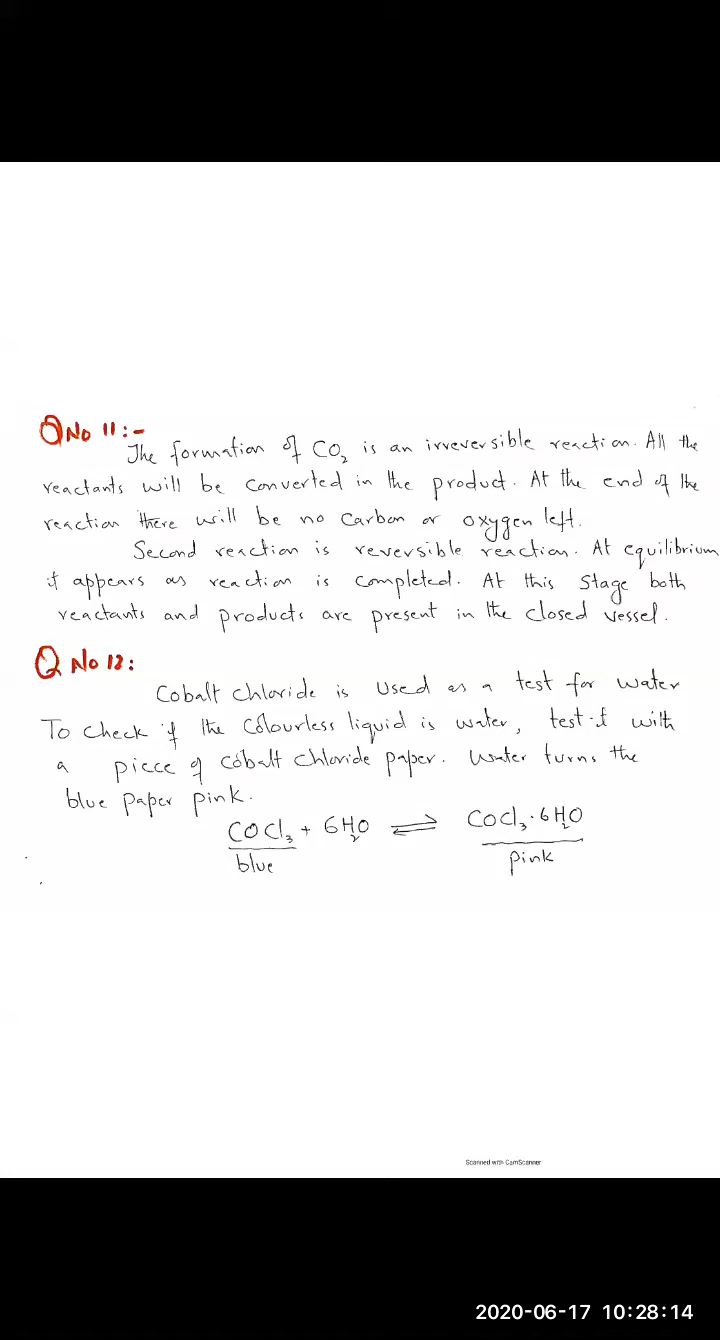 Q No 11:-
The formation of CO₂ is an irreversible reaction. All the
reactants will be converted in the product. At the end of the
reaction there will be no carbon or oxygen left.
Second reaction is reversible reaction. At equilibrium
it appears as reaction is completed. At this stage both
reactants and products are present in the closed vessel.
Q No 12:
Cobalt chloride is used as a test for water
To check if the colourless liquid is water, test it with
a piece of cobalt chloride paper. Water turns the
blue paper pink.
COCl₃ + 6H₂O ⇌ COCl₃·6H₂O
blue pink
Scanned with CamScanner
2020-06-17 10:28:14